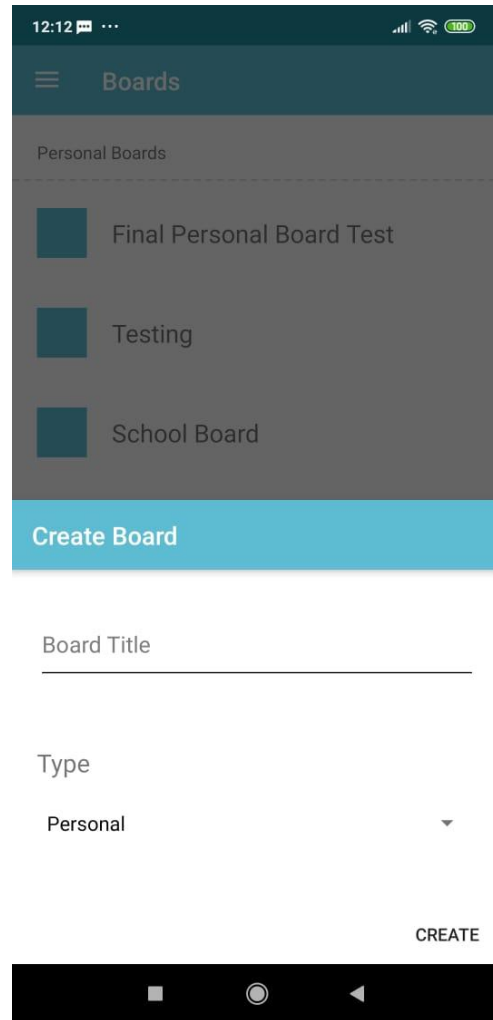 12:12 ...
100
Boards
Personal Boards
Final Personal Board Test
Testing
School Board
Create Board
Board Title
Type
Personal
CREATE